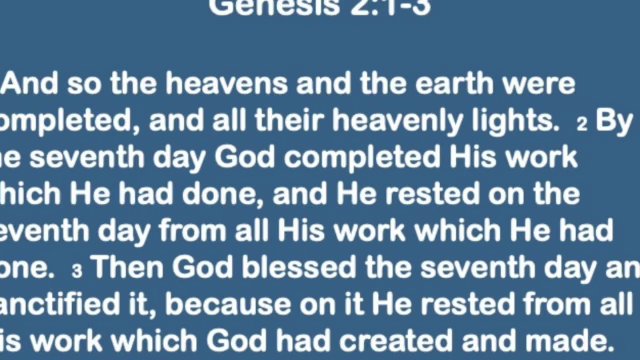 Genesis 2:1-3
And so the heavens and the earth were
ompleted, and all their heavenly lights. 2 By
he seventh day God completed His work
hich He had done, and He rested on the
eventh day from all His work which He had
one. 3 Then God blessed the seventh day an
anctified it, because on it He rested from all
is work which God had created and made.